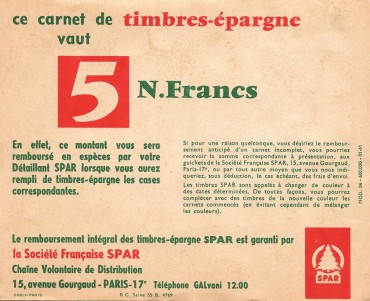 ce carnet de timbres-épargne
vaut
5 N.Francs
En effet, ce montant vous sera
remboursé en espèces par votre
Détaillant SPAR lorsque vous aurez
rempli de timbres-épargne les cases
correspondantes.
Si pour une raison quelconque, vous désiriez le rembour-
sement anticipé d'un carnet incomplet, vous pourriez
recevoir la somme correspondante à présentation, aux
guichets de la Société Française SPAR, 15, avenue Gourgaud,
Paris-17e, ou par tout autre moyen que vous nous indi-
queriez, sous déduction, le cas échéant, des frais d'envoi.
Les timbres SPAR sont appelés à changer de couleur à
des dates déterminées. De toutes façons, vous pourrez
compléter avec des timbres de la nouvelle couleur les
carnets commencés (en évitant cependant de mélanger
les couleurs).
Le remboursement intégral des timbres-épargne SPAR est garanti par
la Société Française SPAR
Chaîne Volontaire de Distribution
15, avenue Gourgaud - PARIS-17e Téléphone GALvani 12.00
SPAR
R.C. Seine 55 B. 4769